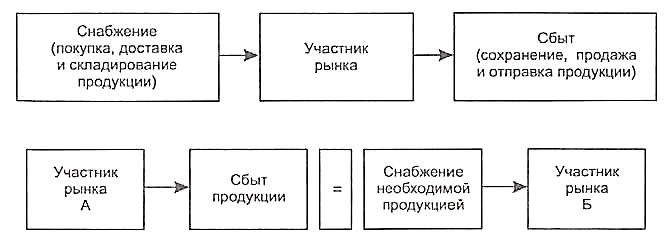 Снабжение
(покупка, доставка
и складирование
продукции)
Участник
рынка
Сбыт
(сохранение, продажа
и отправка продукции)
Участник
рынка
А
Сбыт
продукции
=
Снабжение
необходимой
продукцией
Участник
рынка
Б